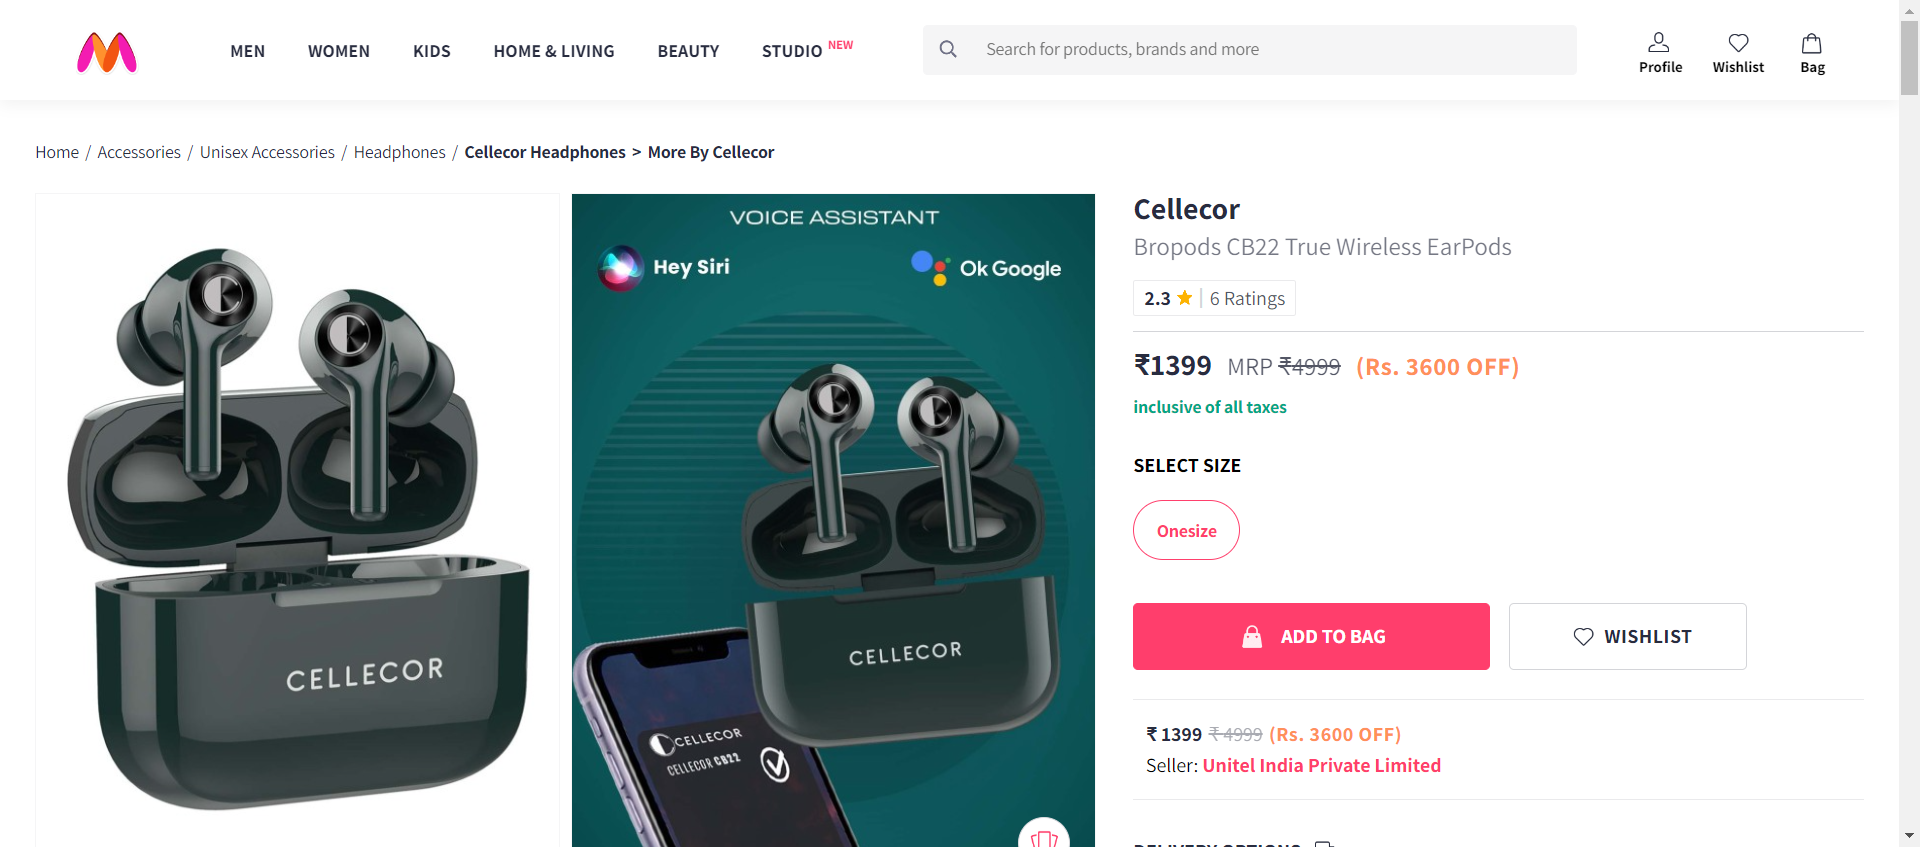 MEN WOMEN KIDS HOME & LIVING BEAUTY STUDIO NEW
Search for products, brands and more
Profile Wishlist Bag
Home / Accessories / Unisex Accessories / Headphones / Cellecor Headphones > More By Cellecor
CELLECOR
VOICE ASSISTANT
Hey Siri
Ok Google
CELLECOR
CELLECOR
CELLECOR CB22
Cellecor
Bropods CB22 True Wireless EarPods
2.3 | 6 Ratings
₹1399 MRP ₹4999 (Rs. 3600 OFF)
inclusive of all taxes
SELECT SIZE
Onesize
ADD TO BAG
WISHLIST
₹ 1399 ₹ 4999 (Rs. 3600 OFF)
Seller: Unitel India Private Limited
DELIVERY OPTIONS